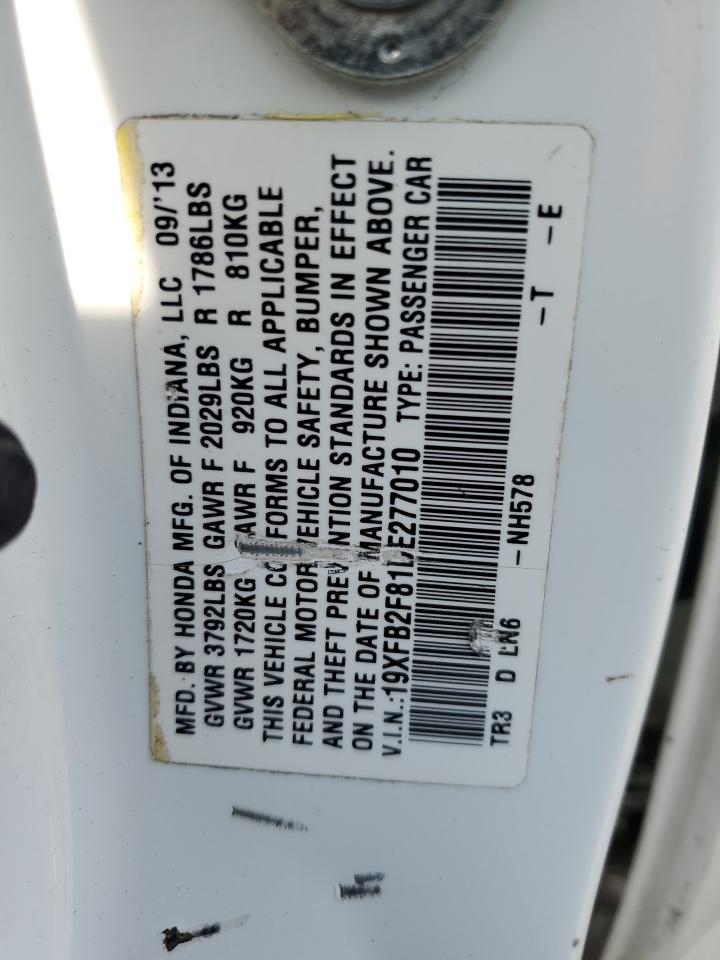 MFD. BY HONDA MFG. OF INDIANA, LLC 09/'13
GVWR 3792LBS GAWR F 2029LBS R 1786LBS
GVWR 1720KG GAWR F 920KG R 810KG
THIS VEHICLE CONFORMS TO ALL APPLICABLE
FEDERAL MOTOR VEHICLE SAFETY, BUMPER,
AND THEFT PREVENTION STANDARDS IN EFFECT
ON THE DATE OF MANUFACTURE SHOWN ABOVE.
V.I.N.: TYPE: PASSENGER CAR
TR3 D LN6 -NH578 -T -E